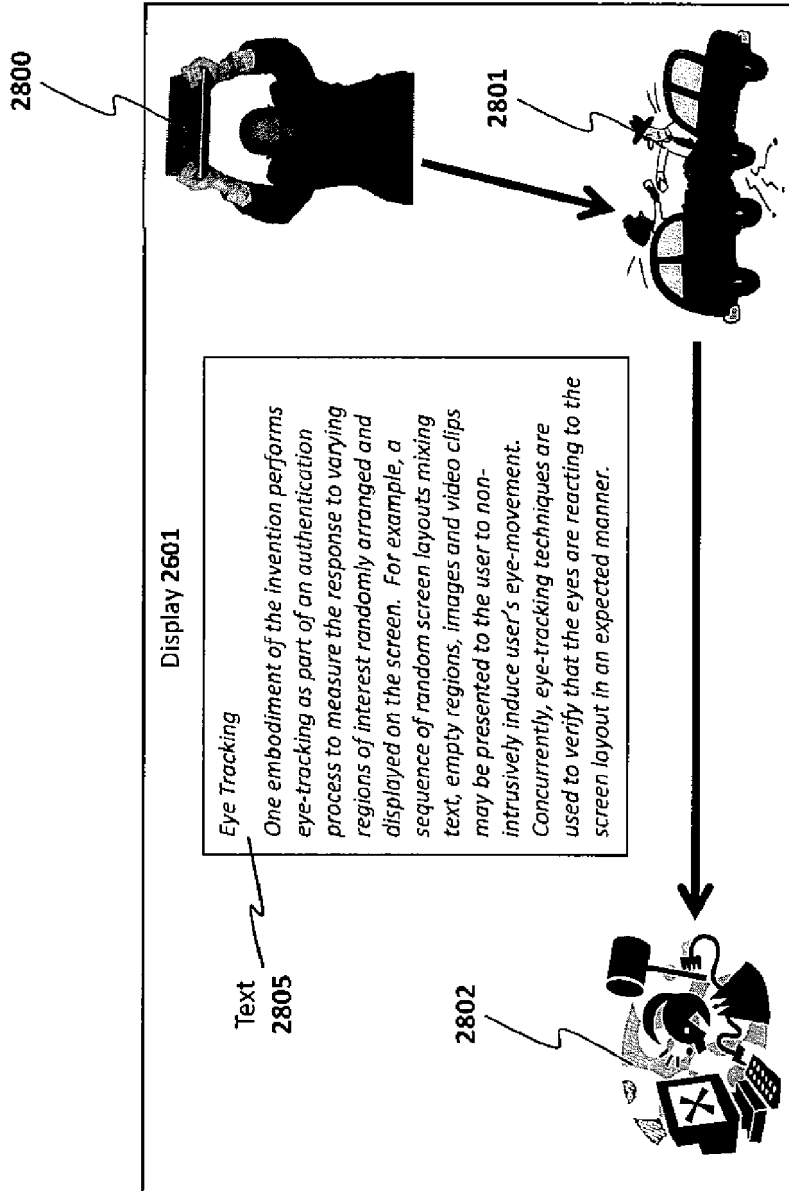 Display 2601
2800
Text
2805
Eye Tracking
One embodiment of the invention performs
eye-tracking as part of an authentication
process to measure the response to varying
regions of interest randomly arranged and
displayed on the screen. For example, a
sequence of random screen layouts mixing
text, empty regions, images and video clips
may be presented to the user to non-
intrusively induce user's eye-movement.
Concurrently, eye-tracking techniques are
used to verify that the eyes are reacting to the
screen layout in an expected manner.
2802
2801